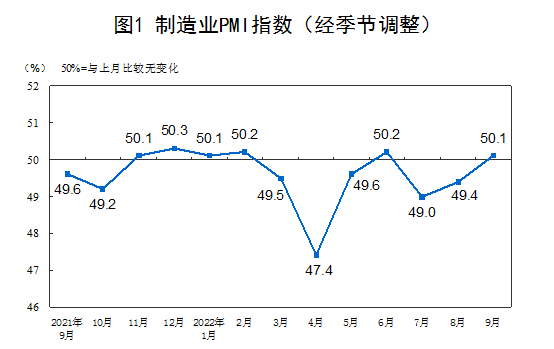 图1 制造业PMI指数（经季节调整）
（%） 50%=与上月比较无变化
52
51
50
49
48
47
46
49.6
49.2
50.1
50.3
50.1
50.2
49.5
47.4
49.6
50.2
49.0
49.4
50.1
2021年
9月
10月
11月
12月
2022年
1月
2月
3月
4月
5月
6月
7月
8月
9月